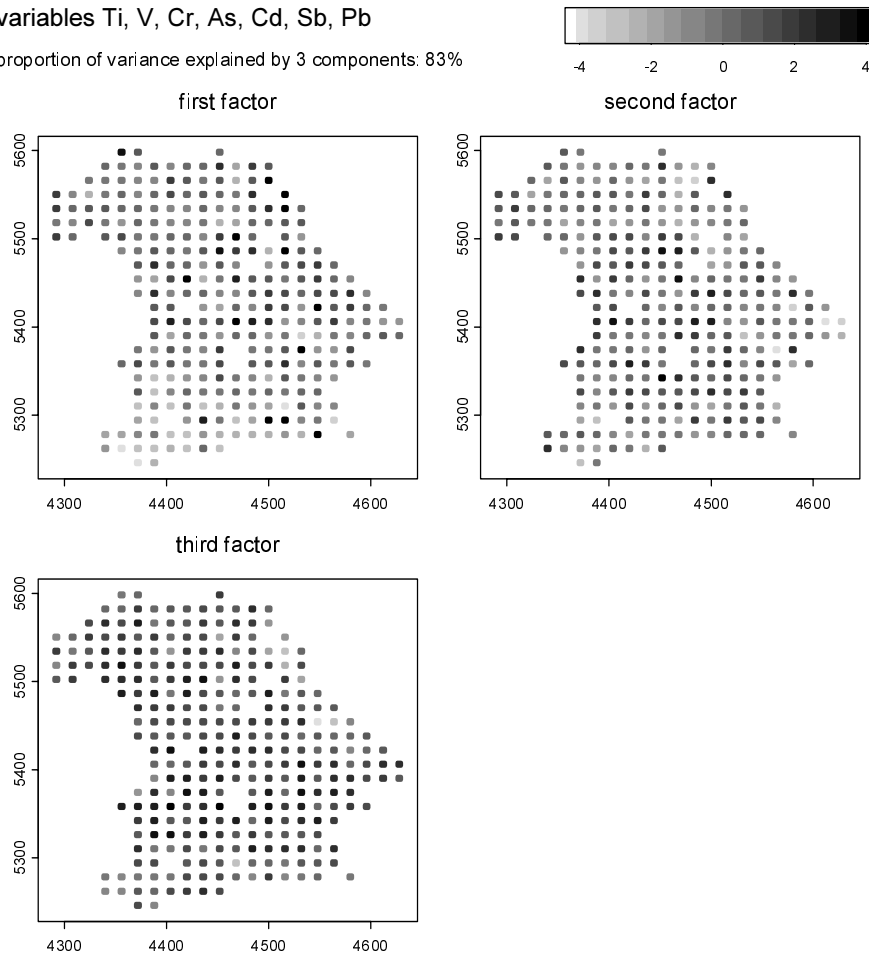 variables Ti, V, Cr, As, Cd, Sb, Pb
proportion of variance explained by 3 components: 83%
-4 -2 0 2 4
first factor
second factor
5600
5500
5400
5300
4300 4400 4500 4600
5600
5500
5400
5300
4300 4400 4500 4600
third factor
5600
5500
5400
5300
4300 4400 4500 4600